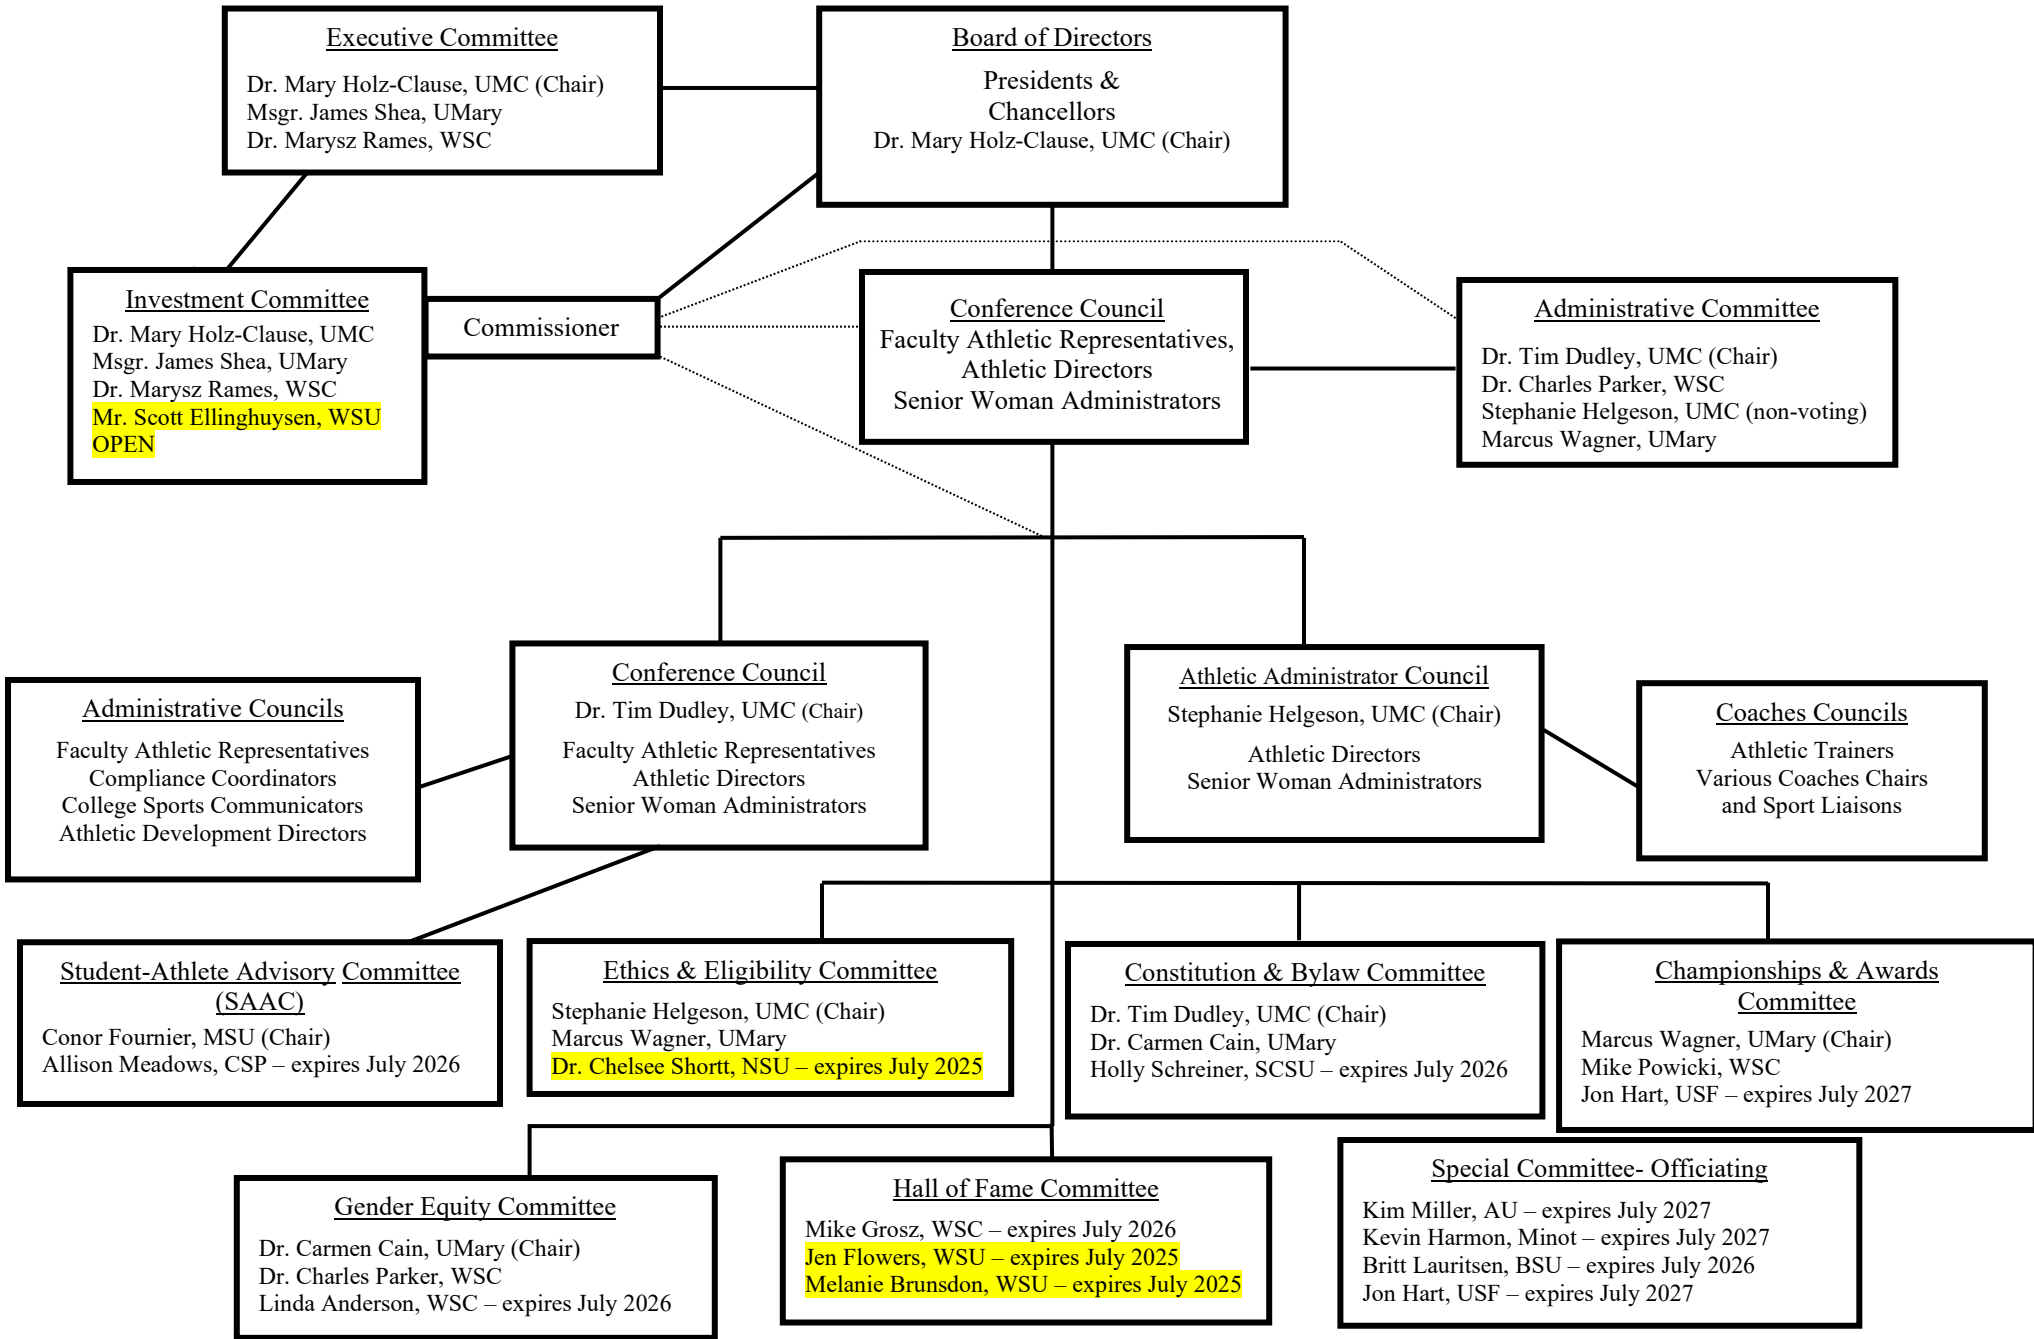 Executive Committee
Dr. Mary Holz-Clause, UMC (Chair)
Msgr. James Shea, UMary
Dr. Marysz Rames, WSC
Board of Directors
Presidents &
Chancellors
Dr. Mary Holz-Clause, UMC (Chair)
Investment Committee
Dr. Mary Holz-Clause, UMC
Msgr. James Shea, UMary
Dr. Marysz Rames, WSC
Mr. Scott Ellinghuysen, WSU
OPEN
Commissioner
Conference Council
Faculty Athletic Representatives,
Athletic Directors
Senior Woman Administrators
Administrative Committee
Dr. Tim Dudley, UMC (Chair)
Dr. Charles Parker, WSC
Stephanie Helgeson, UMC (non-voting)
Marcus Wagner, UMary
Administrative Councils
Faculty Athletic Representatives
Compliance Coordinators
College Sports Communicators
Athletic Development Directors
Conference Council
Dr. Tim Dudley, UMC (Chair)
Faculty Athletic Representatives
Athletic Directors
Senior Woman Administrators
Athletic Administrator Council
Stephanie Helgeson, UMC (Chair)
Athletic Directors
Senior Woman Administrators
Coaches Councils
Athletic Trainers
Various Coaches Chairs
and Sport Liaisons
Student-Athlete Advisory Committee
(SAAC)
Conor Fournier, MSU (Chair)
Allison Meadows, CSP – expires July 2026
Ethics & Eligibility Committee
Stephanie Helgeson, UMC (Chair)
Marcus Wagner, UMary
Dr. Chelsee Shortt, NSU – expires July 2025
Constitution & Bylaw Committee
Dr. Tim Dudley, UMC (Chair)
Dr. Carmen Cain, UMary
Holly Schreiner, SCSU – expires July 2026
Championships & Awards
Committee
Marcus Wagner, UMary (Chair)
Mike Powicki, WSC
Jon Hart, USF – expires July 2027
Gender Equity Committee
Dr. Carmen Cain, UMary (Chair)
Dr. Charles Parker, WSC
Linda Anderson, WSC – expires July 2026
Hall of Fame Committee
Mike Grosz, WSC – expires July 2026
Jen Flowers, WSU – expires July 2025
Melanie Brunsdon, WSU – expires July 2025
Special Committee- Officiating
Kim Miller, AU – expires July 2027
Kevin Harmon, Minot – expires July 2027
Britt Lauritsen, BSU – expires July 2026
Jon Hart, USF – expires July 2027